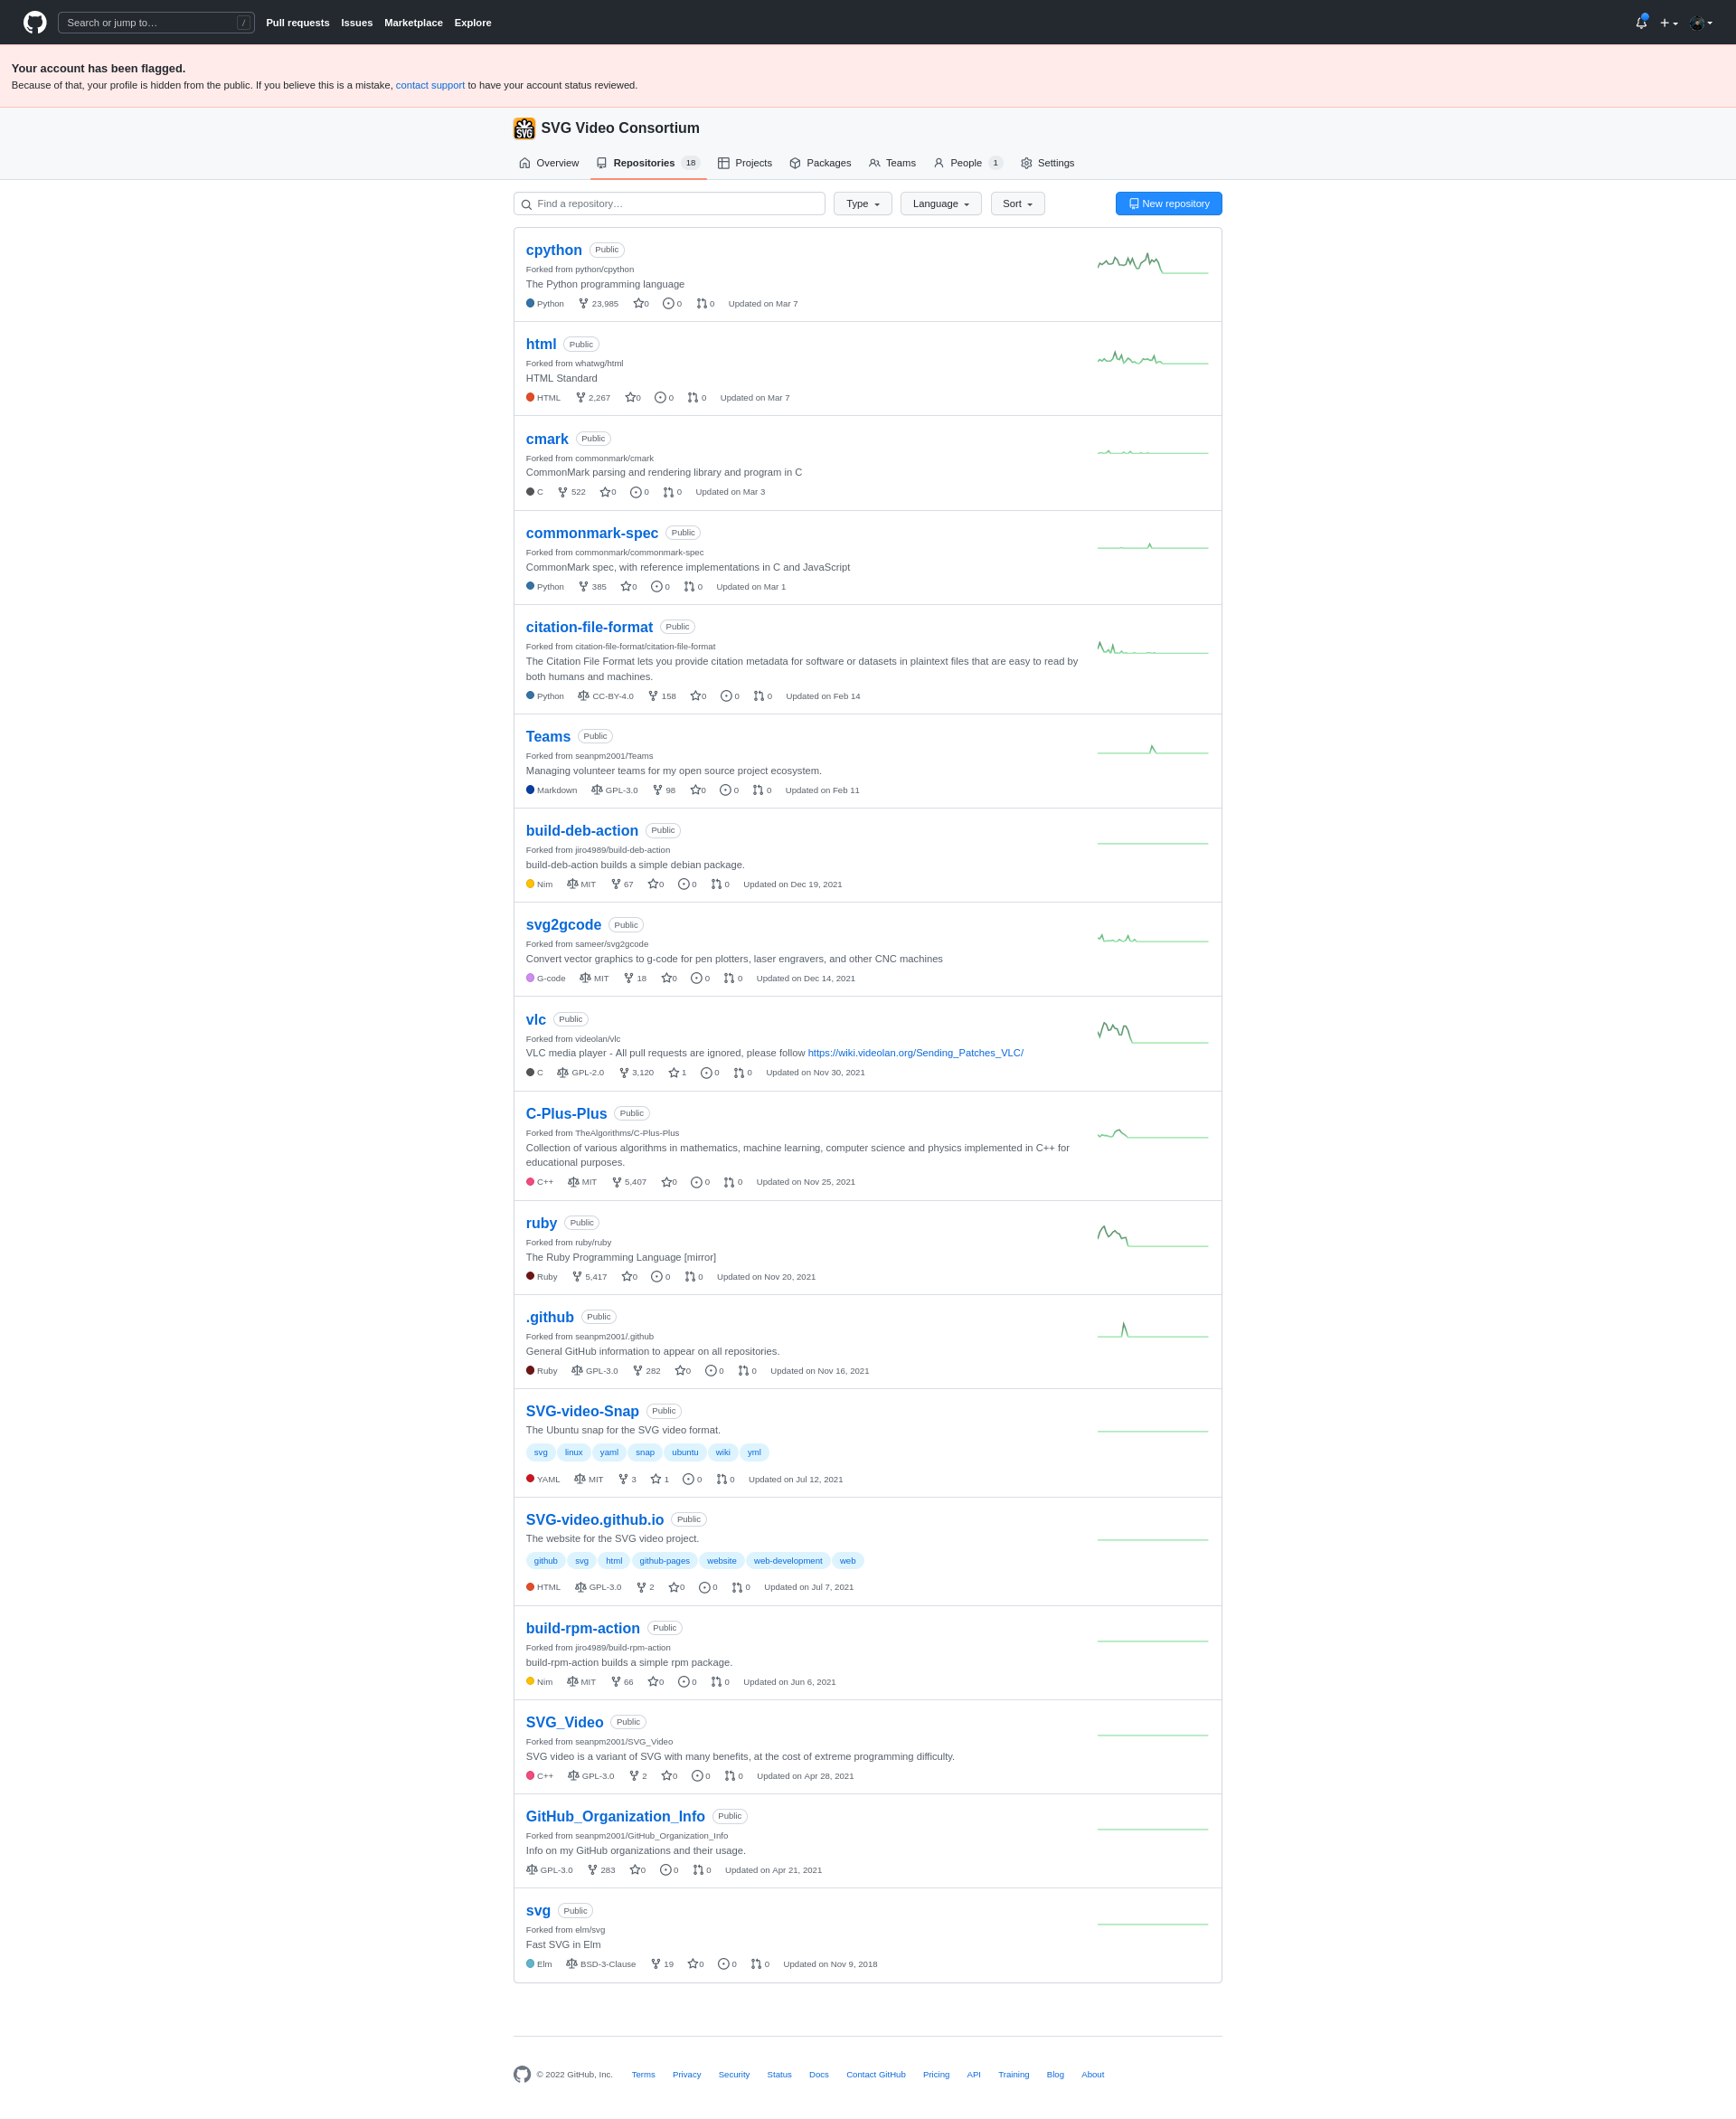 Search or jump to… / Pull requests Issues Marketplace Explore
Your account has been flagged.
Because of that, your profile is hidden from the public. If you believe this is a mistake, contact support to have your account status reviewed.
SVG SVG Video Consortium
Overview Repositories 18 Projects Packages Teams People 1 Settings
Find a repository… Type Language Sort New repository
cpython Public
Forked from python/cpython
The Python programming language
Python 23,985 0 0 0 Updated on Mar 7
html Public
Forked from whatwg/html
HTML Standard
HTML 2,267 0 0 0 Updated on Mar 7
cmark Public
Forked from commonmark/cmark
CommonMark parsing and rendering library and program in C
C 522 0 0 0 Updated on Mar 3
commonmark-spec Public
Forked from commonmark/commonmark-spec
CommonMark spec, with reference implementations in C and JavaScript
Python 385 0 0 0 Updated on Mar 1
citation-file-format Public
Forked from citation-file-format/citation-file-format
The Citation File Format lets you provide citation metadata for software or datasets in plaintext files that are easy to read by
both humans and machines.
Python CC-BY-4.0 158 0 0 0 Updated on Feb 14
Teams Public
Forked from seanpm2001/Teams
Managing volunteer teams for my open source project ecosystem.
Markdown GPL-3.0 98 0 0 0 Updated on Feb 11
build-deb-action Public
Forked from jiro4989/build-deb-action
build-deb-action builds a simple debian package.
Nim MIT 67 0 0 0 Updated on Dec 19, 2021
svg2gcode Public
Forked from sameer/svg2gcode
Convert vector graphics to g-code for pen plotters, laser engravers, and other CNC machines
G-code MIT 18 0 0 0 Updated on Dec 14, 2021
vlc Public
Forked from videolan/vlc
VLC media player - All pull requests are ignored, please follow https://wiki.videolan.org/Sending_Patches_VLC/
C GPL-2.0 3,120 1 0 0 Updated on Nov 30, 2021
C-Plus-Plus Public
Forked from TheAlgorithms/C-Plus-Plus
Collection of various algorithms in mathematics, machine learning, computer science and physics implemented in C++ for
educational purposes.
C++ MIT 5,407 0 0 0 Updated on Nov 25, 2021
ruby Public
Forked from ruby/ruby
The Ruby Programming Language [mirror]
Ruby 5,417 0 0 0 Updated on Nov 20, 2021
.github Public
Forked from seanpm2001/.github
General GitHub information to appear on all repositories.
Ruby GPL-3.0 282 0 0 0 Updated on Nov 16, 2021
SVG-video-Snap Public
The Ubuntu snap for the SVG video format.
svg linux yaml snap ubuntu wiki yml
YAML MIT 3 1 0 0 Updated on Jul 12, 2021
SVG-video.github.io Public
The website for the SVG video project.
github svg html github-pages website web-development web
HTML GPL-3.0 2 0 0 0 Updated on Jul 7, 2021
build-rpm-action Public
Forked from jiro4989/build-rpm-action
build-rpm-action builds a simple rpm package.
Nim MIT 66 0 0 0 Updated on Jun 6, 2021
SVG_Video Public
Forked from seanpm2001/SVG_Video
SVG video is a variant of SVG with many benefits, at the cost of extreme programming difficulty.
C++ GPL-3.0 2 0 0 0 Updated on Apr 28, 2021
GitHub_Organization_Info Public
Forked from seanpm2001/GitHub_Organization_Info
Info on my GitHub organizations and their usage.
GPL-3.0 283 0 0 0 Updated on Apr 21, 2021
svg Public
Forked from elm/svg
Fast SVG in Elm
Elm BSD-3-Clause 19 0 0 0 Updated on Nov 9, 2018
© 2022 GitHub, Inc. Terms Privacy Security Status Docs Contact GitHub Pricing API Training Blog About